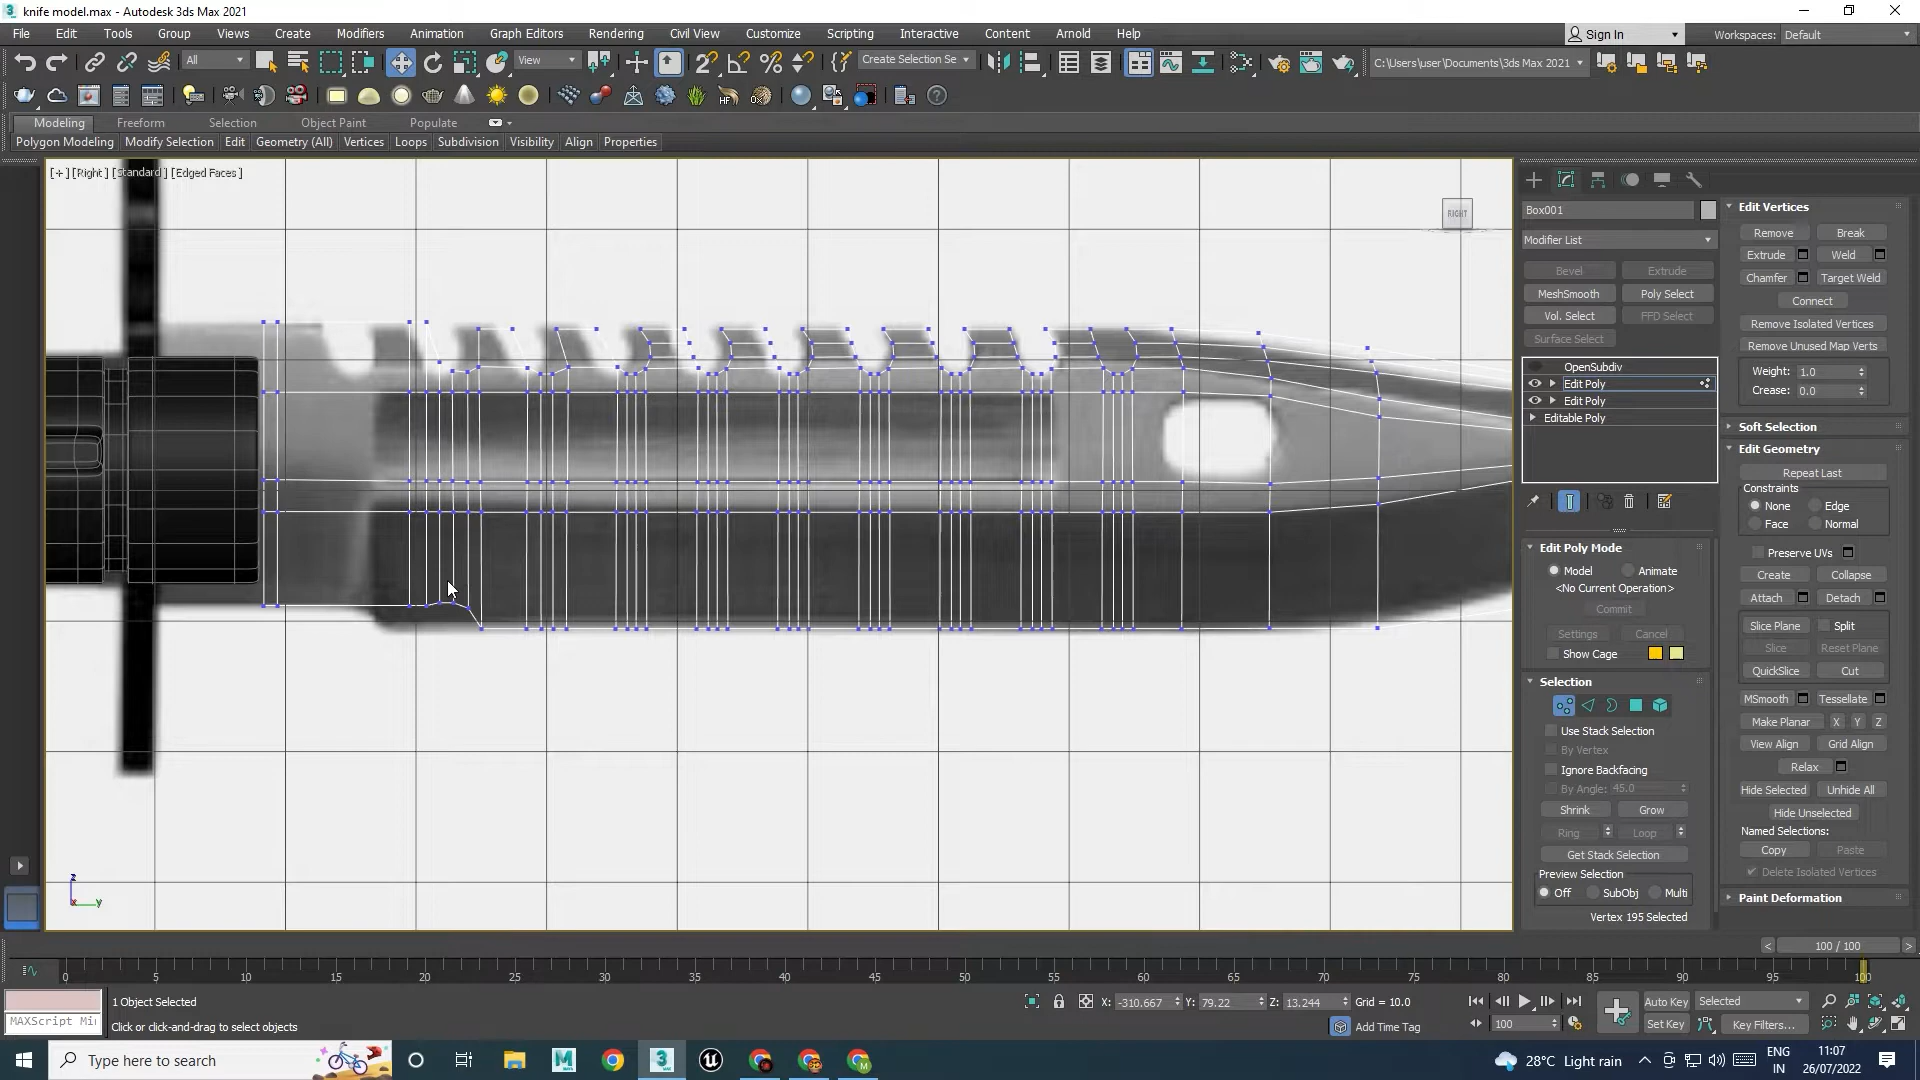 knife model.max - Autodesk 3ds Max 2021
File Edit Tools Group Views Create Modifiers Animation Graph Editors Rendering Civil View Customize Scripting Interactive Content Arnold Help
Sign In Workspaces: Default
All View Create Selection Se C:\Users\user\Documents\3ds Max 2021
Modeling Freeform Selection Object Paint Populate
Polygon Modeling Modify Selection Edit Geometry (All) Vertices Loops Subdivision Visibility Align Properties
[+] [Right] [Standard] [Edged Faces]
RIGHT
Box001
Modifier List
Bevel Extrude
MeshSmooth Poly Select
Vol. Select FFD Select
Surface Select
OpenSubdiv
Edit Poly
Edit Poly
Editable Poly
Edit Poly Mode
Model Animate
<No Current Operation>
Commit
Settings Cancel
Show Cage
Selection
Use Stack Selection
By Vertex
Ignore Backfacing
By Angle: 45.0
Shrink Grow
Ring Loop
Get Stack Selection
Preview Selection
Off SubObj Multi
Vertex 195 Selected
Edit Vertices
Remove Break
Extrude Weld
Chamfer Target Weld
Connect
Remove Isolated Vertices
Remove Unused Map Verts
Weight: 1.0
Crease: 0.0
Soft Selection
Edit Geometry
Repeat Last
Constraints
None Edge
Face Normal
Preserve UVs
Create Collapse
Attach Detach
Slice Plane Split
Slice Reset Plane
QuickSlice Cut
MSmooth Tessellate
Make Planar X Y Z
View Align Grid Align
Relax
Hide Selected Unhide All
Hide Unselected
Named Selections:
Copy Paste
Delete Isolated Vertices
Paint Deformation
z
x y
< 100 / 100 >
0 5 10 15 20 25 30 35 40 45 50 55 60 65 70 75 80 85 90 95 100
1 Object Selected
MAXScript Mi
Click or click-and-drag to select objects
X: -310.667 Y: 79.22 Z: 13.244 Grid = 10.0
Add Time Tag
100
Auto Key Selected
Set Key Key Filters...
Type here to search
28°C Light rain
ENG
IN
11:07
26/07/2022